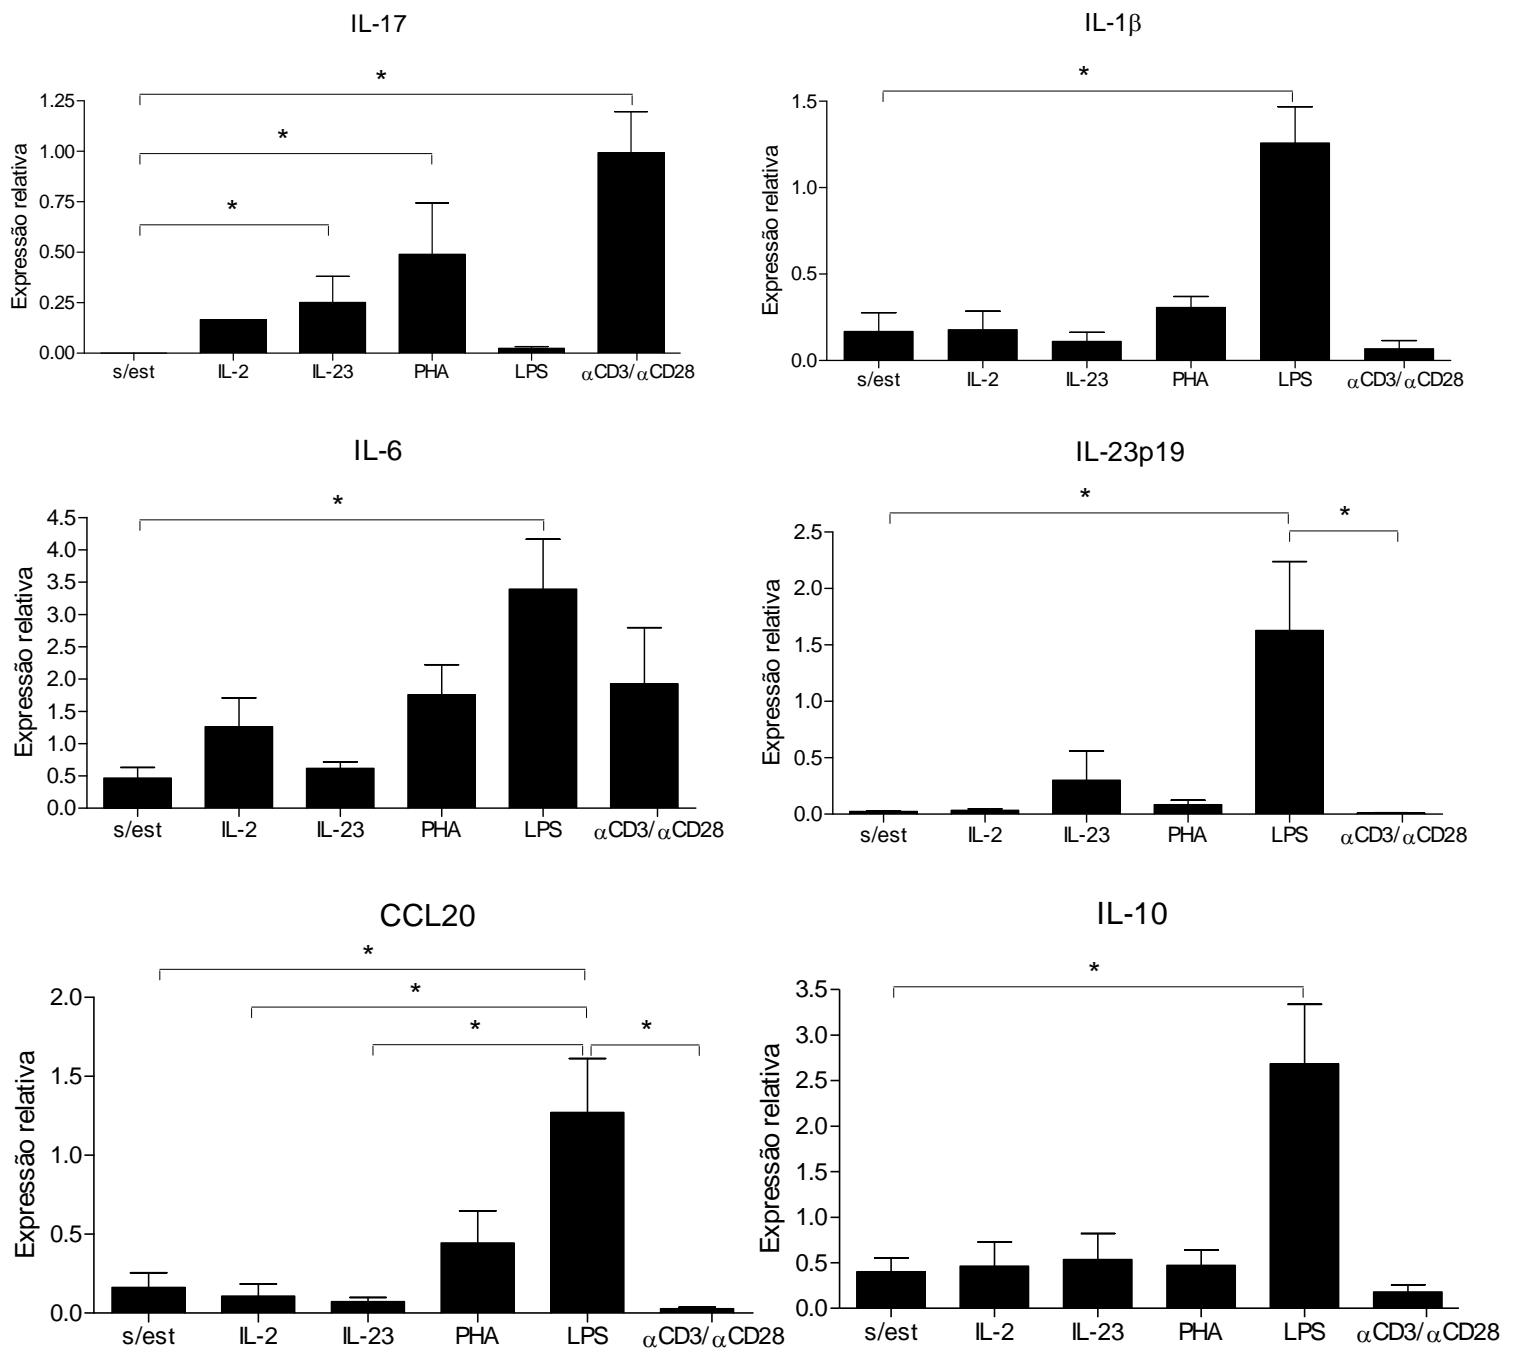 IL-17
*
*
*
1.25
1.00
0.75
0.50
0.25
0.00
Expressão relativa
s/est IL-2 IL-23 PHA LPS αCD3/αCD28
IL-1β
*
1.5
1.0
0.5
0.0
Expressão relativa
s/est IL-2 IL-23 PHA LPS αCD3/αCD28
IL-6
*
4.5
4.0
3.5
3.0
2.5
2.0
1.5
1.0
0.5
0.0
Expressão relativa
s/est IL-2 IL-23 PHA LPS αCD3/αCD28
IL-23p19
*
*
2.5
2.0
1.5
1.0
0.5
0.0
Expressão relativa
s/est IL-2 IL-23 PHA LPS αCD3/αCD28
CCL20
*
*
* *
2.0
1.5
1.0
0.5
0.0
Expressão relativa
s/est IL-2 IL-23 PHA LPS αCD3/αCD28
IL-10
*
3.5
3.0
2.5
2.0
1.5
1.0
0.5
0.0
Expressão relativa
s/est IL-2 IL-23 PHA LPS αCD3/αCD28